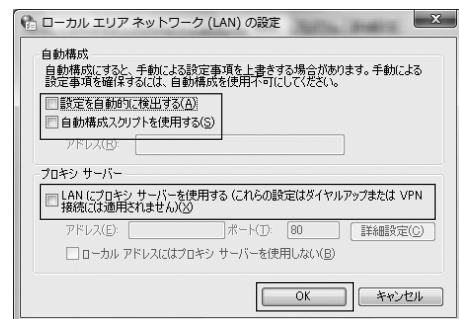 ローカル エリア ネットワーク (LAN) の設定
自動構成
自動構成にすると、手動による設定事項を上書きする場合があります。手動による
設定事項を確保するには、自動構成を使用不可にしてください。
設定を自動的に検出する(A)
自動構成スクリプトを使用する(S)
アドレス(R):
プロキシ サーバー
LAN にプロキシ サーバーを使用する (これらの設定はダイヤルアップまたは VPN
接続には適用されません)(X)
アドレス(E): ポート(T): 80 詳細設定(C)
ローカル アドレスにはプロキシ サーバーを使用しない(B)
OK キャンセル